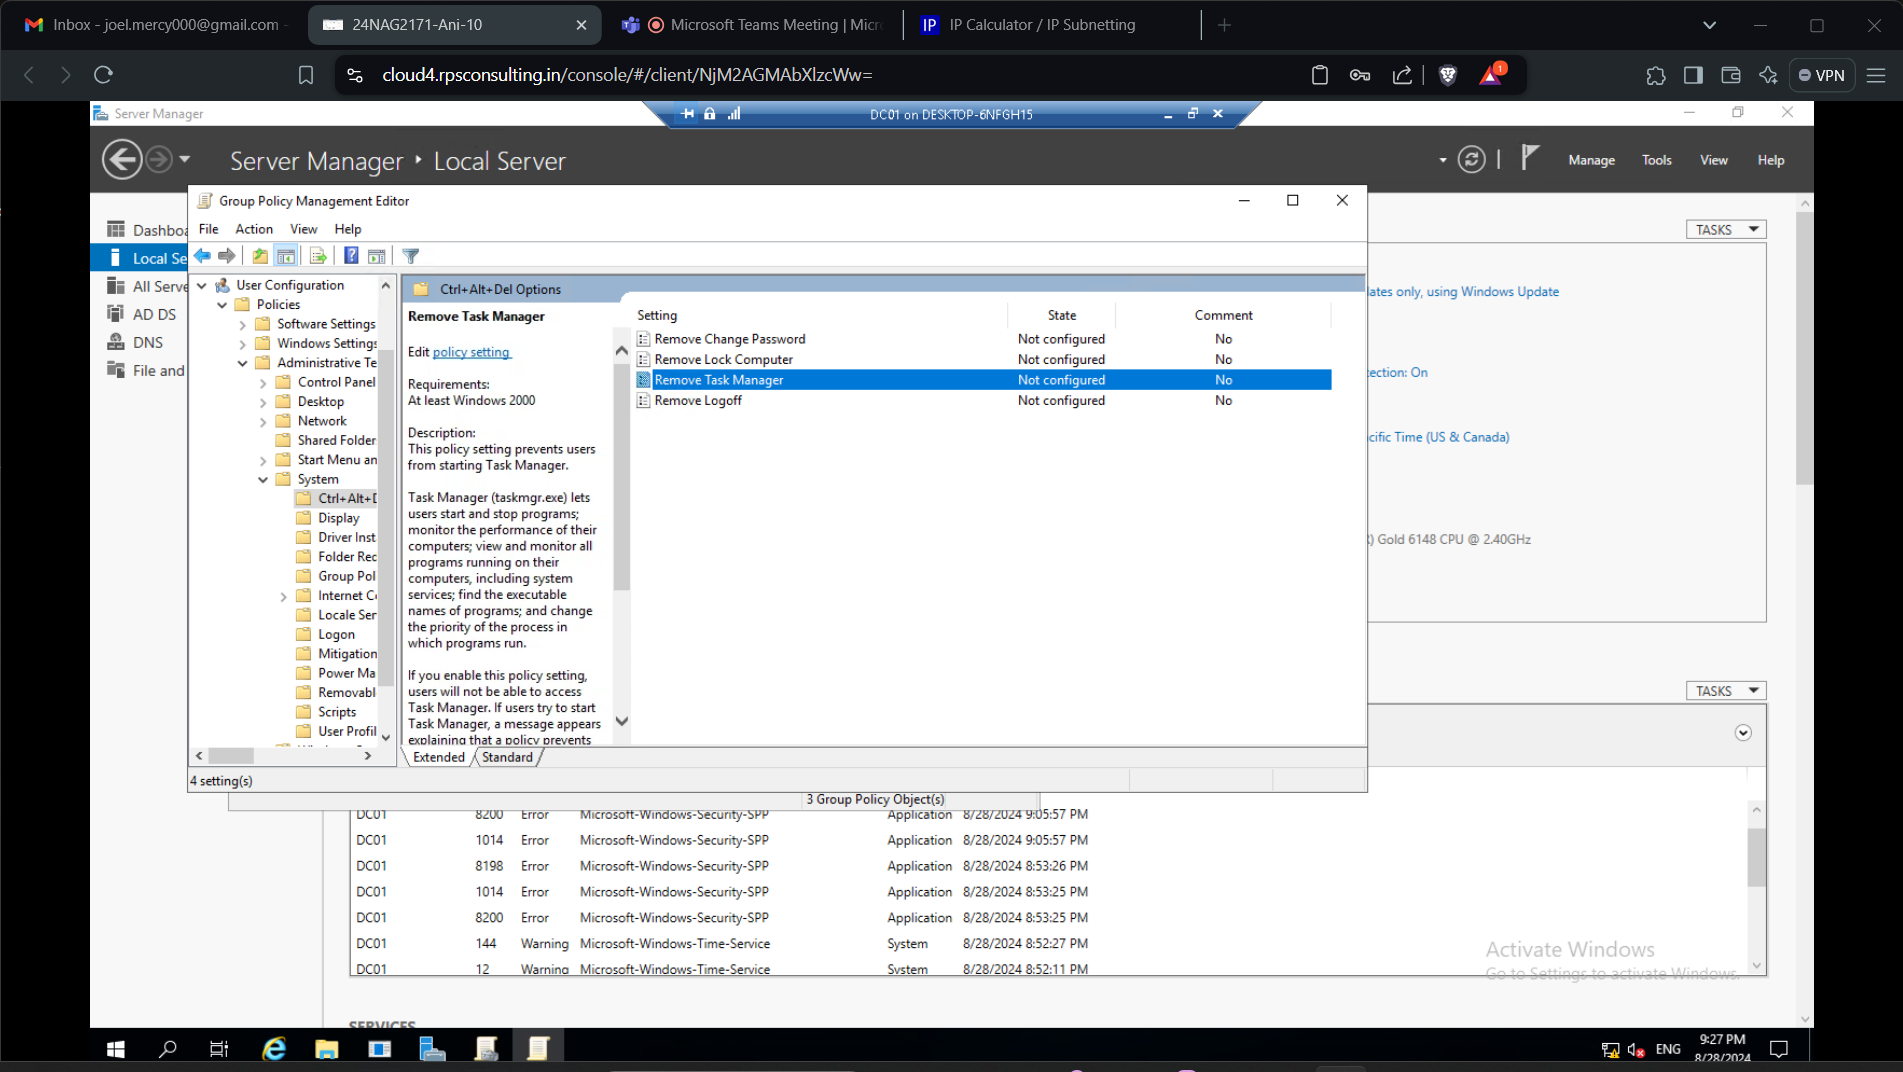 Inbox - joel.mercy000@gmail.com -
24NAG2171-Ani-10
Microsoft Teams Meeting | Micr
IP
IP Calculator / IP Subnetting
cloud4.rpsconsulting.in/console/#/client/NjM2AGMAbXlzcWw=
1
VPN
Server Manager
DC01 on DESKTOP-6NFGH15
Server Manager
Local Server
Manage
Tools
View
Help
Dashboa
Local Se
All Serve
AD DS
DNS
File and
Group Policy Management Editor
File
Action
View
Help
User Configuration
Policies
Software Settings
Windows Settings
Administrative Te
Control Panel
Desktop
Network
Shared Folder
Start Menu an
System
Ctrl+Alt+D
Display
Driver Inst
Folder Rec
Group Pol
Internet Co
Locale Ser
Logon
Mitigation
Power Ma
Removabl
Scripts
User Profil
Ctrl+Alt+Del Options
Remove Task Manager
Edit policy setting
Requirements:
At least Windows 2000
Description:
This policy setting prevents users
from starting Task Manager.
Task Manager (taskmgr.exe) lets
users start and stop programs;
monitor the performance of their
computers; view and monitor all
programs running on their
computers, including system
services; find the executable
names of programs; and change
the priority of the process in
which programs run.
If you enable this policy setting,
users will not be able to access
Task Manager. If users try to start
Task Manager, a message appears
explaining that a policy prevents
Setting State Comment
Remove Change Password Not configured No
Remove Lock Computer Not configured No
Remove Task Manager Not configured No
Remove Logoff Not configured No
Extended
Standard
4 setting(s)
3 Group Policy Object(s)
TASKS
lates only, using Windows Update
ection: On
cific Time (US & Canada)
) Gold 6148 CPU @ 2.40GHz
TASKS
DC01 8200 Error Microsoft-Windows-Security-SPP Application 8/28/2024 9:05:57 PM
DC01 1014 Error Microsoft-Windows-Security-SPP Application 8/28/2024 9:05:57 PM
DC01 8198 Error Microsoft-Windows-Security-SPP Application 8/28/2024 8:53:26 PM
DC01 1014 Error Microsoft-Windows-Security-SPP Application 8/28/2024 8:53:25 PM
DC01 8200 Error Microsoft-Windows-Security-SPP Application 8/28/2024 8:53:25 PM
DC01 144 Warning Microsoft-Windows-Time-Service System 8/28/2024 8:52:27 PM
DC01 12 Warning Microsoft-Windows-Time-Service System 8/28/2024 8:52:11 PM
Activate Windows
Go to Settings to activate Windows.
SERVICES
ENG
9:27 PM
8/28/2024